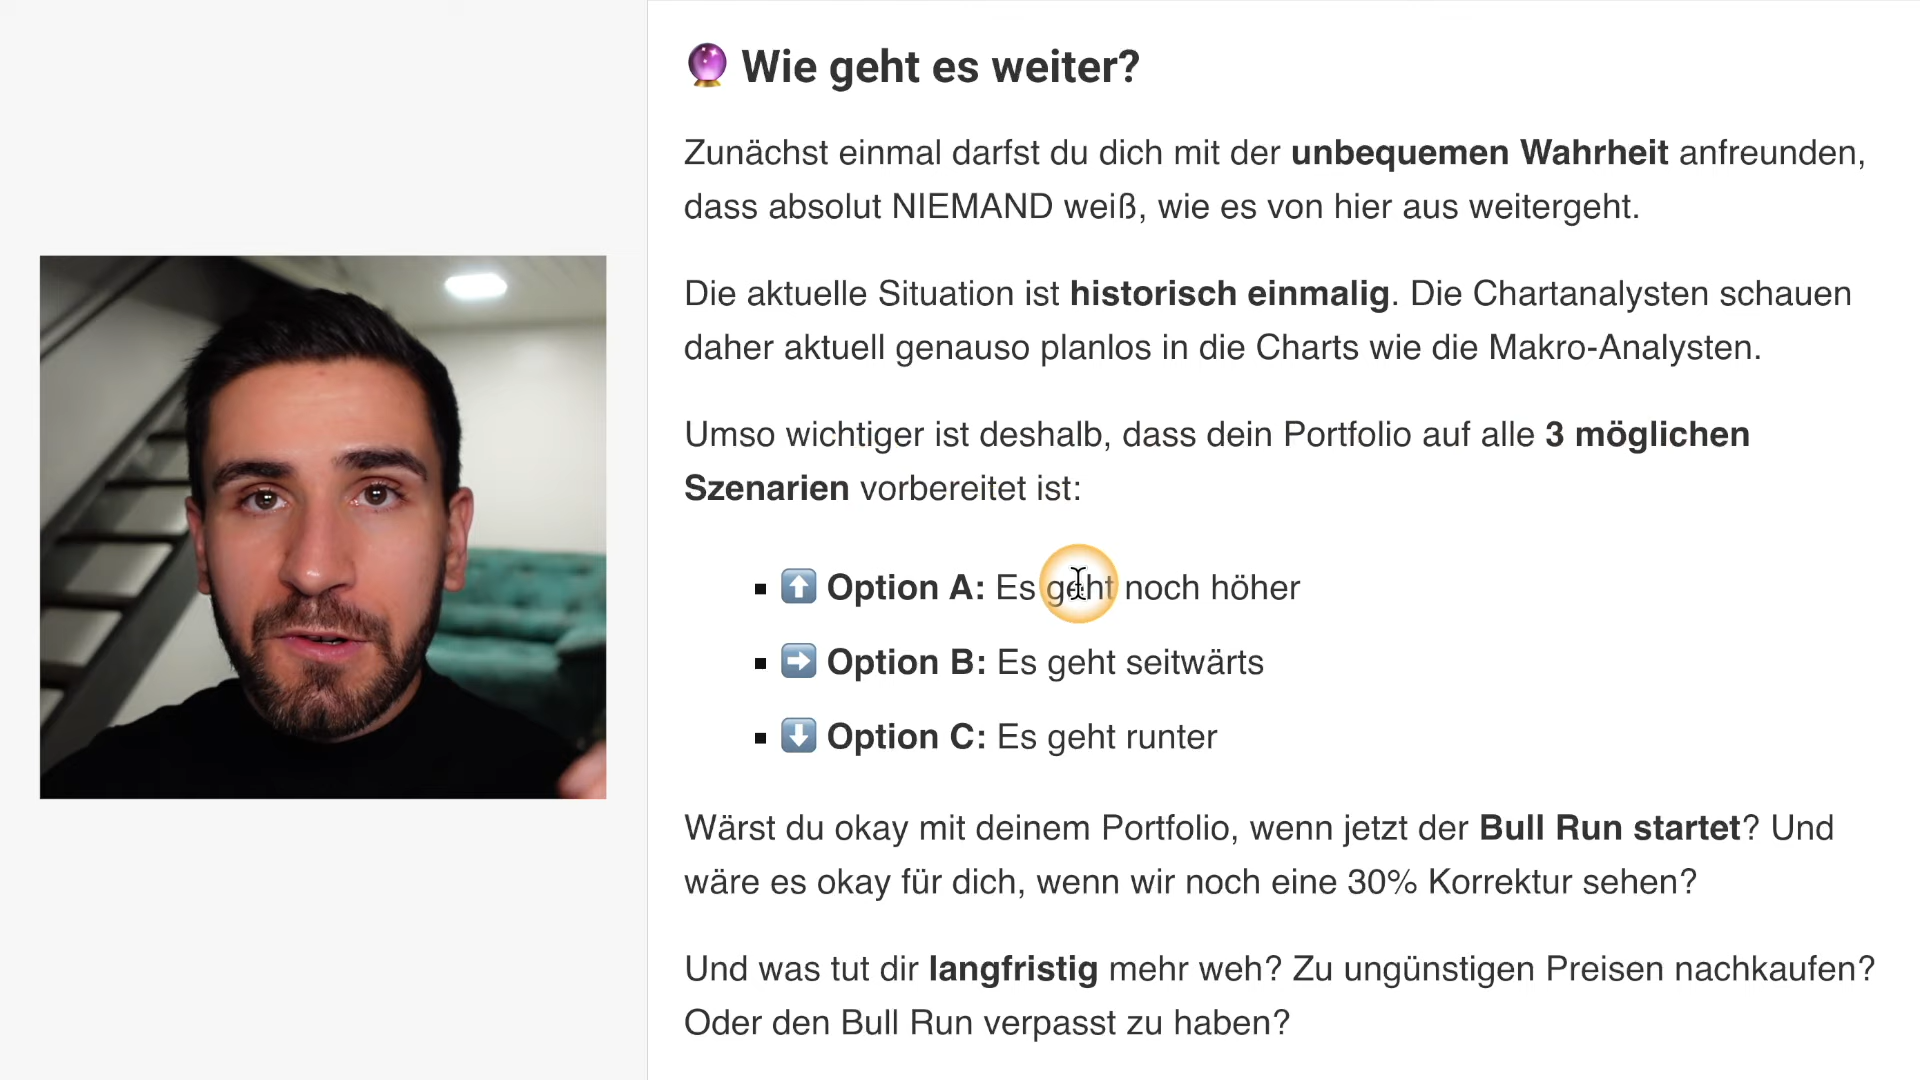 🔮 Wie geht es weiter?
Zunächst einmal darfst du dich mit der unbequemen Wahrheit anfreunden,
dass absolut NIEMAND weiß, wie es von hier aus weitergeht.
Die aktuelle Situation ist historisch einmalig. Die Chartanalysten schauen
daher aktuell genauso planlos in die Charts wie die Makro-Analysten.
Umso wichtiger ist deshalb, dass dein Portfolio auf alle 3 möglichen
Szenarien vorbereitet ist:
▪ ⬆️ Option A: Es geht noch höher
▪ ➡️ Option B: Es geht seitwärts
▪ ⬇️ Option C: Es geht runter
Wärst du okay mit deinem Portfolio, wenn jetzt der Bull Run startet? Und
wäre es okay für dich, wenn wir noch eine 30% Korrektur sehen?
Und was tut dir langfristig mehr weh? Zu ungünstigen Preisen nachkaufen?
Oder den Bull Run verpasst zu haben?